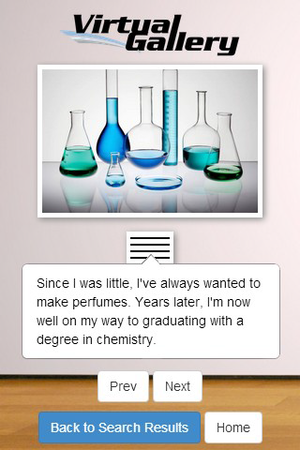 Virtual
Gallery
Since I was little, I've always wanted to
make perfumes. Years later, I'm now
well on my way to graduating with a
degree in chemistry.
Prev Next
Back to Search Results Home